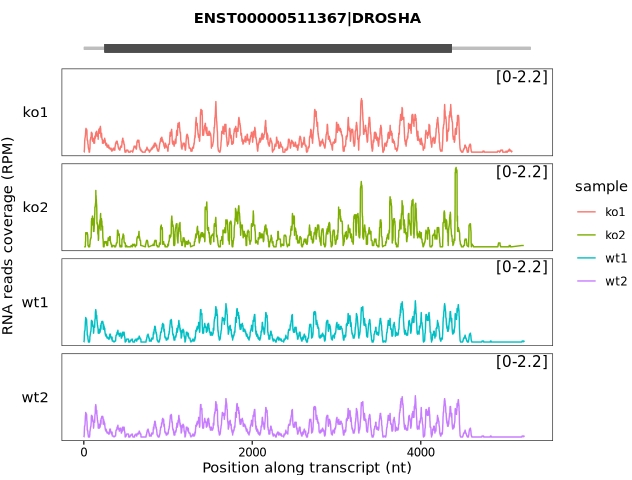 ENST00000511367|DROSHA
[0-2.2]
ko1
[0-2.2]
ko2
[0-2.2]
wt1
[0-2.2]
wt2
RNA reads coverage (RPM)
sample
ko1
ko2
wt1
wt2
0
2000
4000
Position along transcript (nt)